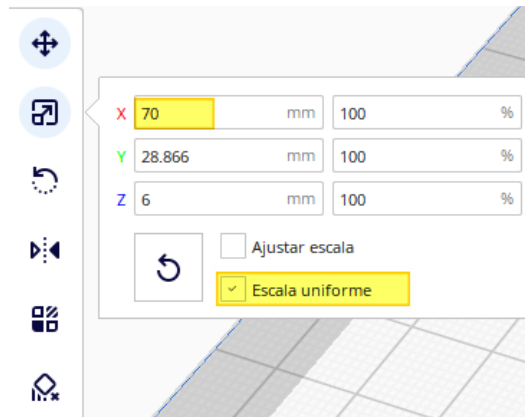 X 70 mm 100 %
Y 28.866 mm 100 %
Z 6 mm 100 %
Ajustar escala
Escala uniforme